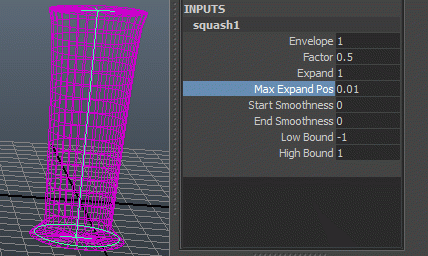 INPUTS
squash1
Envelope 1
Factor 0.5
Expand 1
Max Expand Pos 0.01
Start Smoothness 0
End Smoothness 0
Low Bound -1
High Bound 1